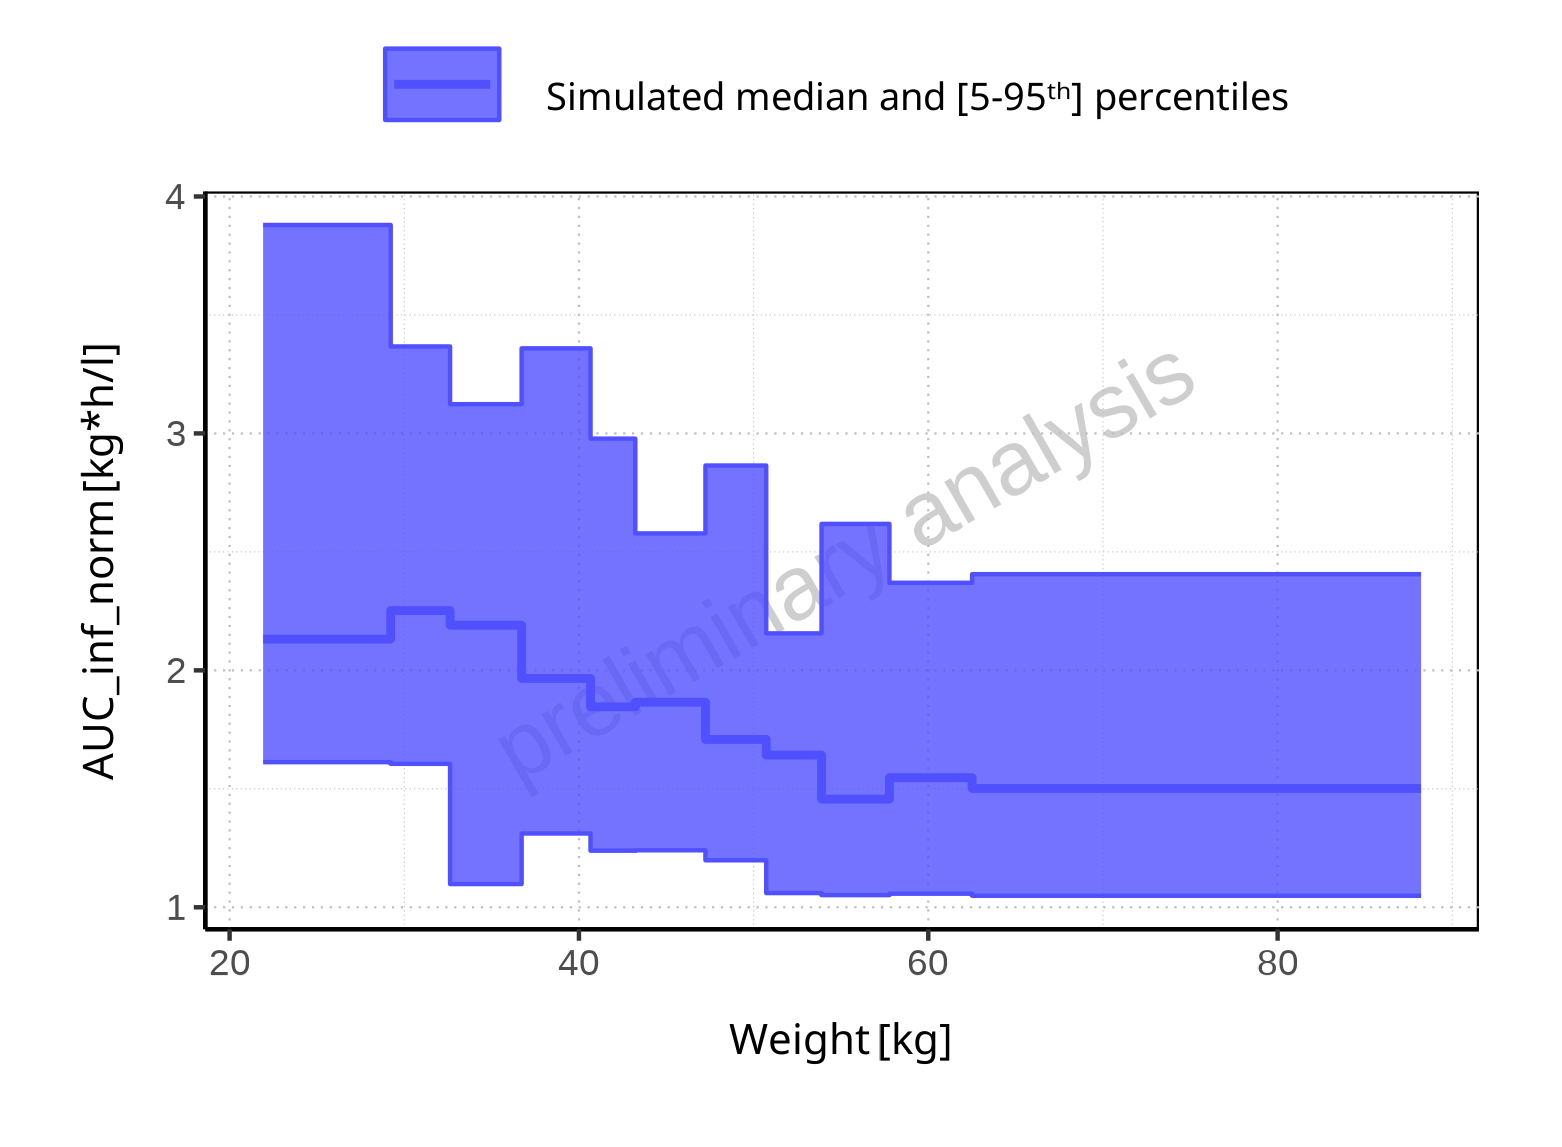 Simulated median and [5-95th] percentiles
4
3
2
1
AUC_inf_norm [kg*h/l]
preliminary analysis
20 40 60 80
Weight [kg]